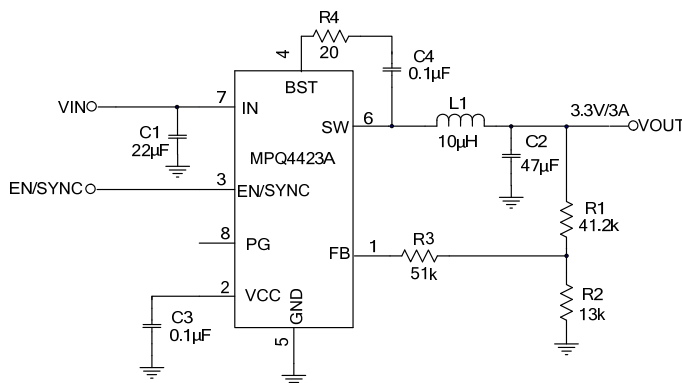 R4
4
20
C4
0.1µF
BST
VIN
7
IN
C1
22µF
SW
6
L1
10µH
3.3V/3A
VOUT
C2
47µF
MPQ4423A
EN/SYNC
3
EN/SYNC
R1
41.2k
8
PG
FB
1
R3
51k
2
VCC
GND
R2
13k
C3
0.1µF
5